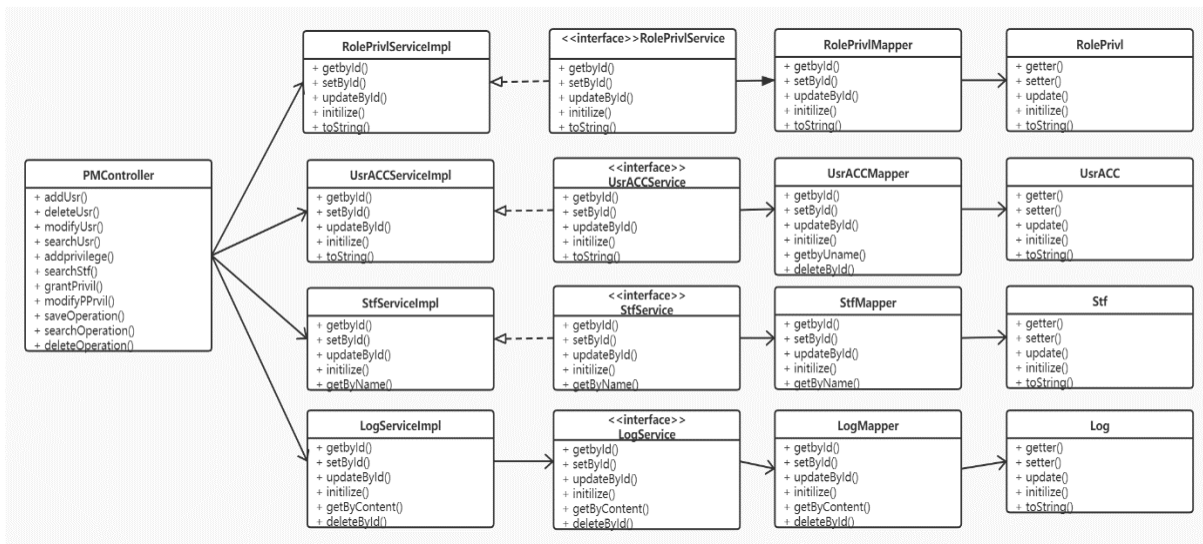 PMController
+ addUsr()
+ deleteUsr()
+ modifyUsr()
+ searchUsr()
+ addprivilege()
+ searchStf()
+ grantPrivil()
+ modifyPPrvil()
+ saveOperation()
+ searchOperation()
+ deleteOperation()
RolePrivlServiceImpl
+ getbyId()
+ setById()
+ updateById()
+ initilize()
+ toString()
<<interface>>RolePrivlService
+ getbyId()
+ setById()
+ updateById()
+ initilize()
+ toString()
RolePrivlMapper
+ getbyId()
+ setById()
+ updateById()
+ initilize()
+ toString()
RolePrivl
+ getter()
+ setter()
+ update()
+ initilize()
+ toString()
UsrACCServiceImpl
+ getbyId()
+ setById()
+ updateById()
+ initilize()
+ toString()
<<interface>>
UsrACCService
+ getbyId()
+ setById()
+ updateById()
+ initilize()
+ toString()
UsrACCMapper
+ getbyId()
+ setById()
+ updateById()
+ initilize()
+ getbyUname()
+ deleteById()
UsrACC
+ getter()
+ setter()
+ update()
+ initilize()
+ toString()
StfServiceImpl
+ getbyId()
+ setById()
+ updateById()
+ initilize()
+ getByName()
<<interface>>
StfService
+ getbyId()
+ setById()
+ updateById()
+ initilize()
+ getByName()
StfMapper
+ getbyId()
+ setById()
+ updateById()
+ initilize()
+ getByName()
Stf
+ getter()
+ setter()
+ update()
+ initilize()
+ toString()
LogServiceImpl
+ getbyId()
+ setById()
+ updateById()
+ initilize()
+ getByContent()
+ deleteById()
<<interface>>
LogService
+ getbyId()
+ setById()
+ updateById()
+ initilize()
+ getByContent()
+ deleteById()
LogMapper
+ getbyId()
+ setById()
+ updateById()
+ initilize()
+ getByContent()
+ deleteById()
Log
+ getter()
+ setter()
+ update()
+ initilize()
+ toString()